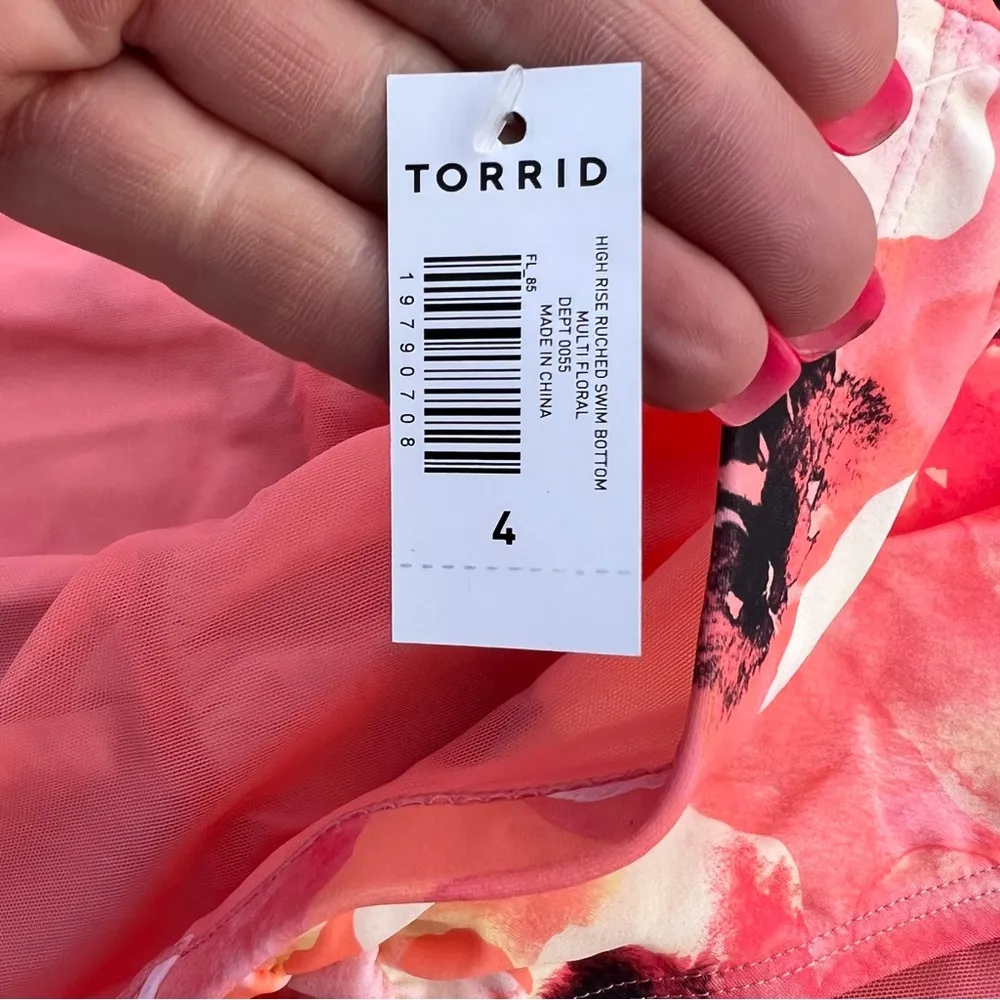 TORRID
HIGH RISE RUCHED SWIM BOTTOM
MULTI FLORAL
DEPT 0055
MADE IN CHINA
FL_85
19790708
4